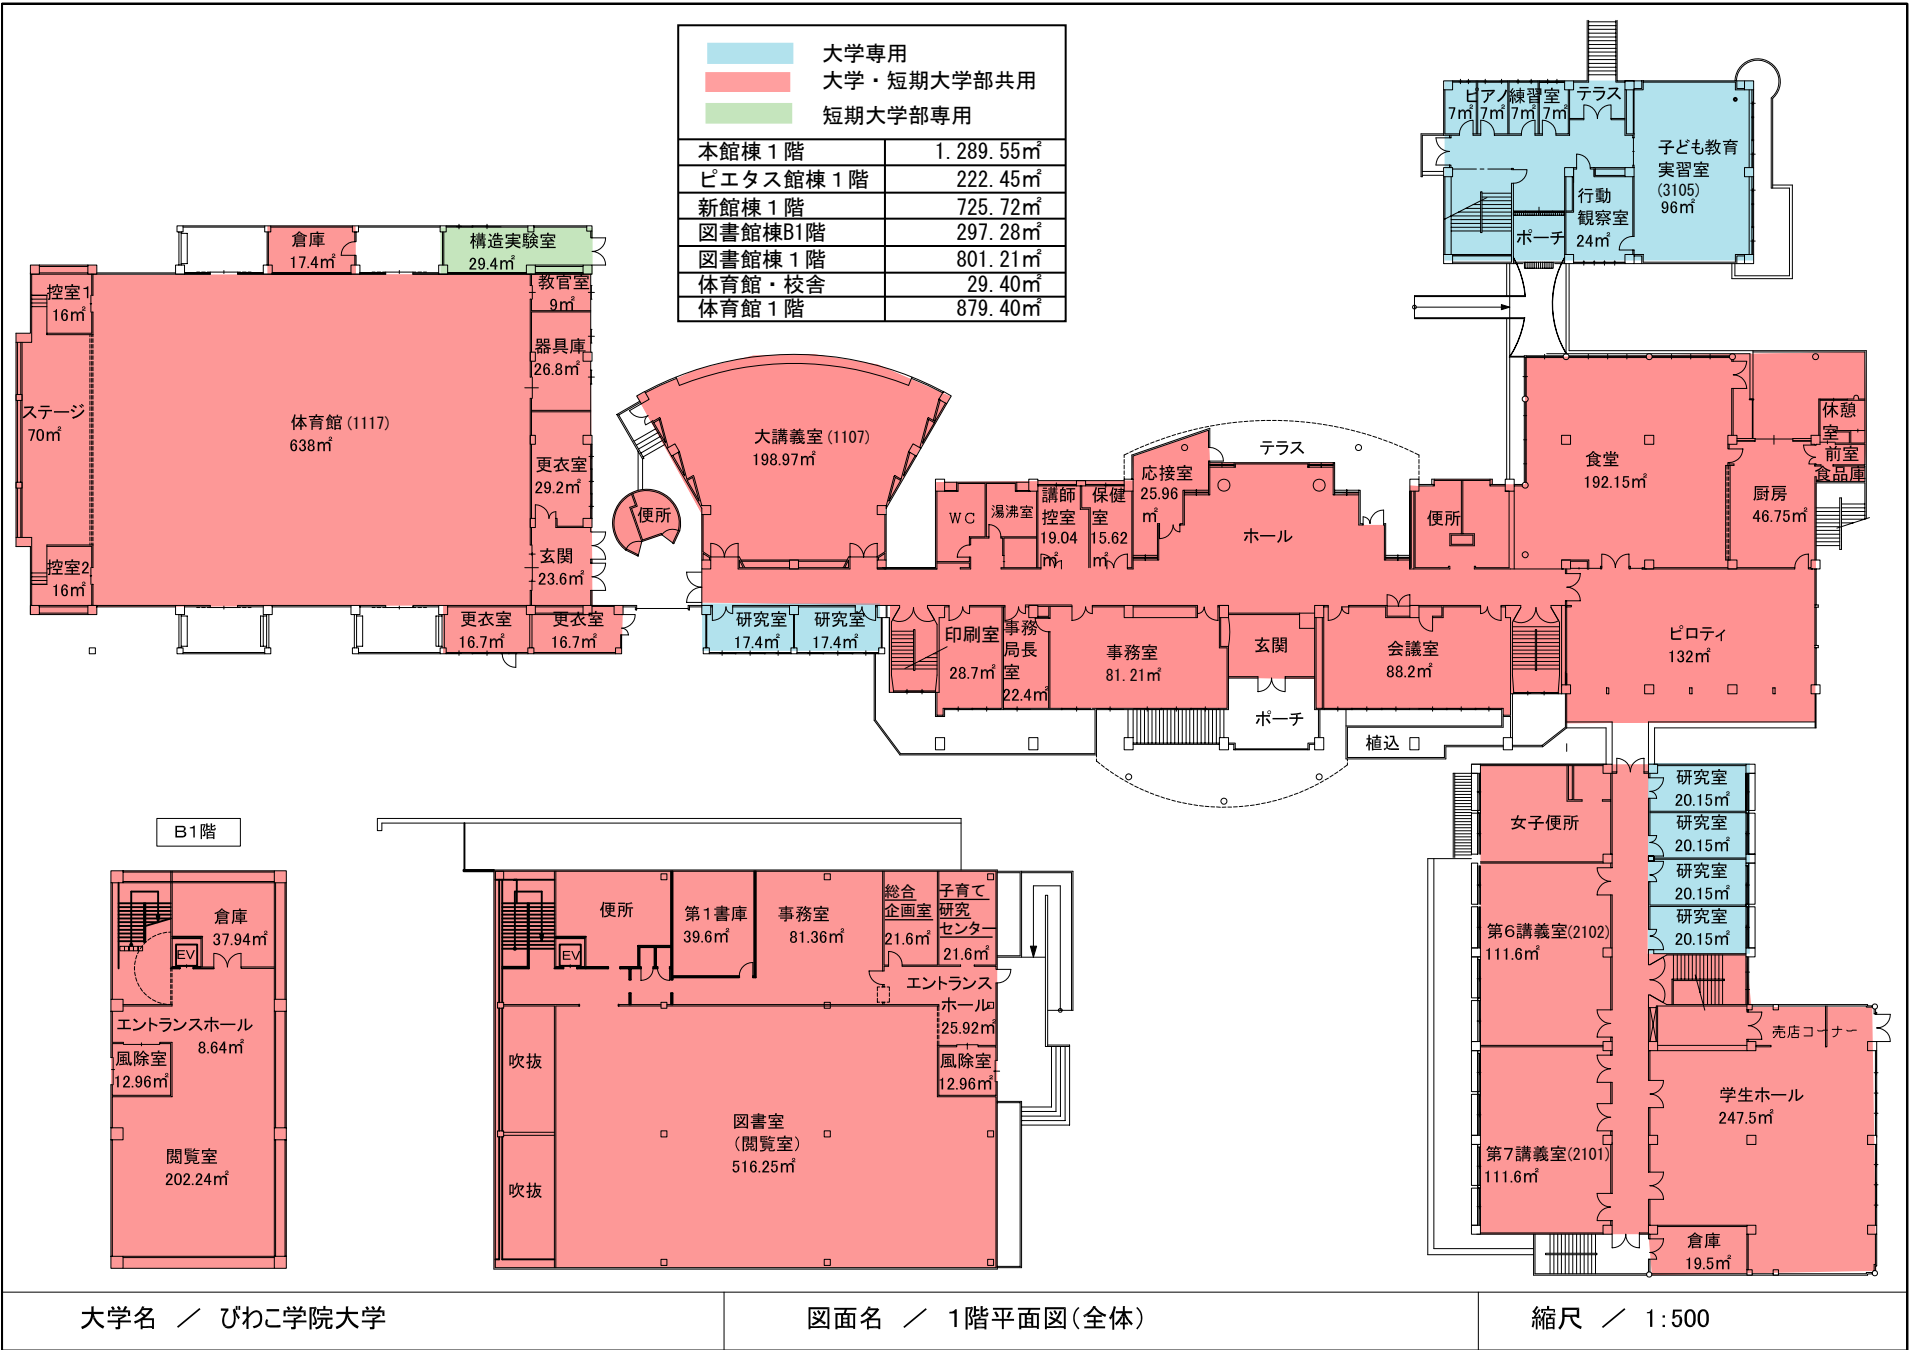 大学専用
大学・短期大学部共用
短期大学部専用
本館棟1階 1.289.55㎡
ピエタス館棟1階 222.45㎡
新館棟1階 725.72㎡
図書館棟B1階 297.28㎡
図書館棟1階 801.21㎡
体育館・校舎 29.40㎡
体育館1階 879.40㎡
ピアノ練習室
7㎡ 7㎡ 7㎡ 7㎡
テラス
子ども教育
実習室
(3105)
96㎡
行動
観察室
24㎡
ポーチ
倉庫
17.4㎡
構造実験室
29.4㎡
控室1
16㎡
教官室
9㎡
器具庫
26.8㎡
ステージ
70㎡
体育館(1117)
638㎡
更衣室
29.2㎡
控室2
16㎡
玄関
23.6㎡
更衣室
16.7㎡
更衣室
16.7㎡
便所
大講義室(1107)
198.97㎡
研究室
17.4㎡
研究室
17.4㎡
WC
湯沸室
講師
控室
19.04
㎡
保健
室
15.62
㎡
応接室
25.96
㎡
テラス
ホール
便所
食堂
192.15㎡
休憩
室
前室
食品庫
厨房
46.75㎡
印刷室
28.7㎡
事務
局長
室
22.4㎡
事務室
81.21㎡
玄関
会議室
88.2㎡
ピロティ
132㎡
ポーチ
植込
B1階
倉庫
37.94㎡
EV
エントランスホール
8.64㎡
風除室
12.96㎡
閲覧室
202.24㎡
便所
EV
第1書庫
39.6㎡
事務室
81.36㎡
総合
企画室
21.6㎡
子育て
研究
センター
21.6㎡
エントランス
ホール
25.92㎡
風除室
12.96㎡
吹抜
吹抜
図書室
(閲覧室)
516.25㎡
女子便所
研究室
20.15㎡
研究室
20.15㎡
研究室
20.15㎡
研究室
20.15㎡
第6講義室(2102)
111.6㎡
第7講義室(2101)
111.6㎡
売店コーナー
学生ホール
247.5㎡
倉庫
19.5㎡
大学名 / びわこ学院大学
図面名 / 1階平面図(全体)
縮尺 / 1:500